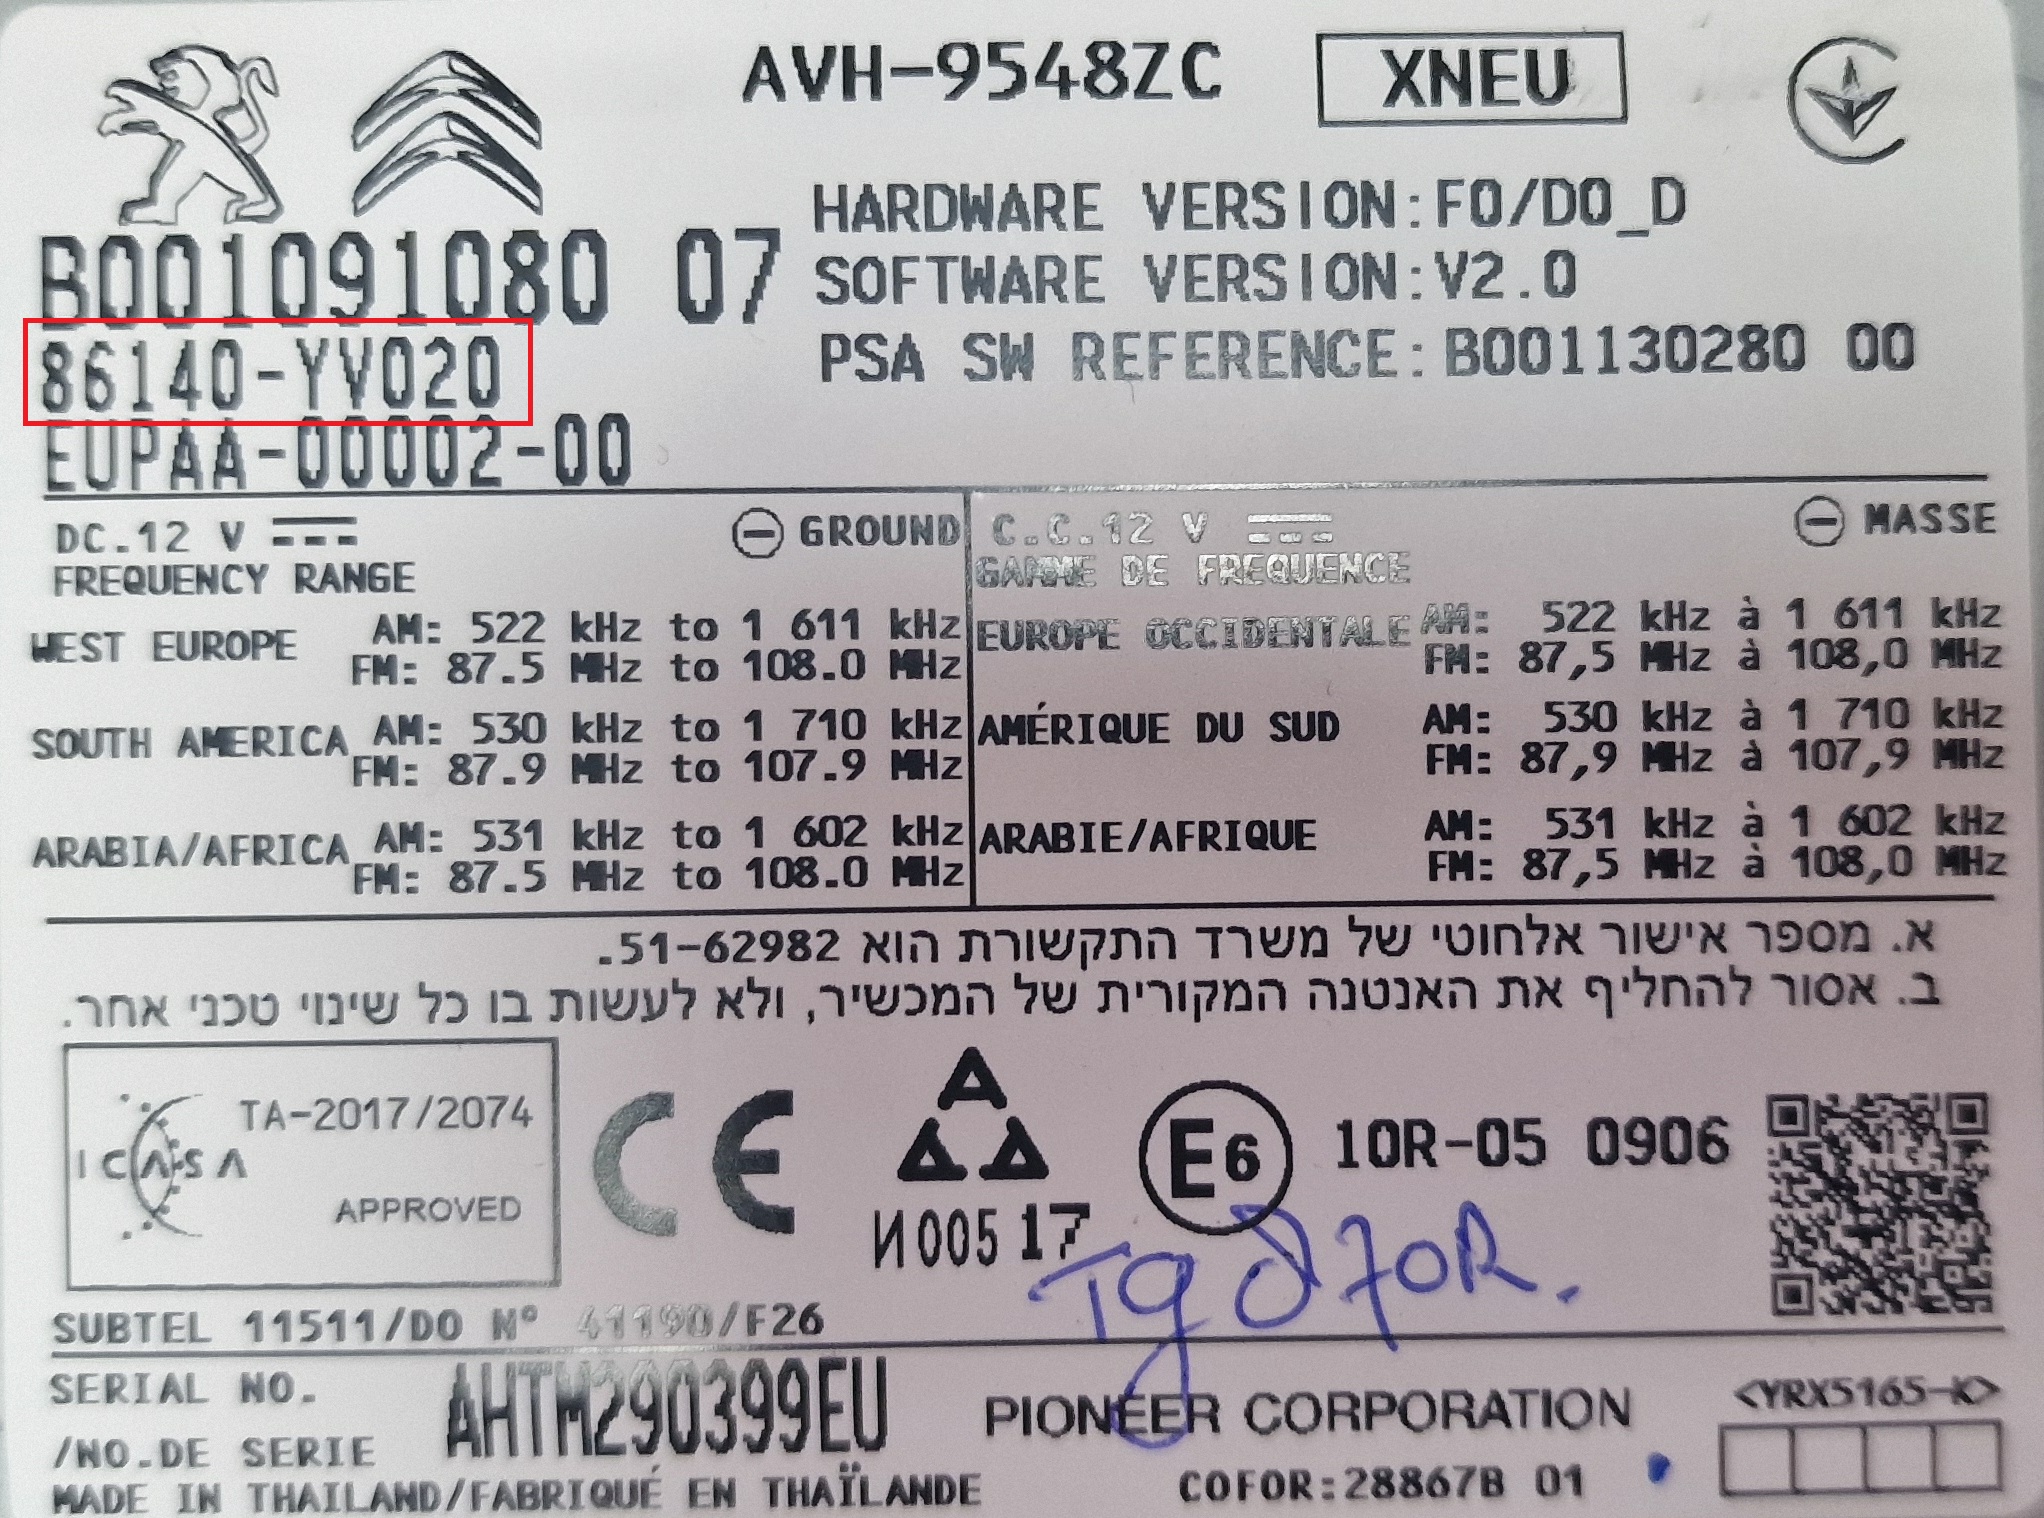 AVH-9548ZC
XNEU
B001091080 07
86140-YV020
EUPAA-00002-00
HARDWARE VERSION:F0/D0_D
SOFTWARE VERSION:V2.0
PSA SW REFERENCE:B001130280 00
DC.12 V
GROUND
FREQUENCY RANGE
WEST EUROPE AM: 522 kHz to 1 611 kHz
FM: 87.5 MHz to 108.0 MHz
SOUTH AMERICA AM: 530 kHz to 1 710 kHz
FM: 87.9 MHz to 107.9 MHz
ARABIA/AFRICA AM: 531 kHz to 1 602 kHz
FM: 87.5 MHz to 108.0 MHz
C.C.12 V
MASSE
GAMME DE FREQUENCE
EUROPE OCCIDENTALE AM: 522 kHz à 1 611 kHz
FM: 87,5 MHz à 108,0 MHz
AMÉRIQUE DU SUD AM: 530 kHz à 1 710 kHz
FM: 87,9 MHz à 107,9 MHz
ARABIE/AFRIQUE AM: 531 kHz à 1 602 kHz
FM: 87,5 MHz à 108,0 MHz
א. מספר אישור אלחוטי של משרד התקשורת הוא 51-62982.
ב. אסור להחליף את האנטנה המקורית של המכשיר, ולא לעשות בו כל שינוי טכני אחר.
ICASA
TA-2017/2074
APPROVED
CE
И005 17
E6
10R-05 0906
SUBTEL 11511/DO N° 41190/F26
SERIAL NO.
/NO.DE SERIE
AHTM290399EU
PIONEER CORPORATION
<YRX5165-K>
MADE IN THAILAND/FABRIQUÉ EN THAÏLANDE
COFOR:28867B 01